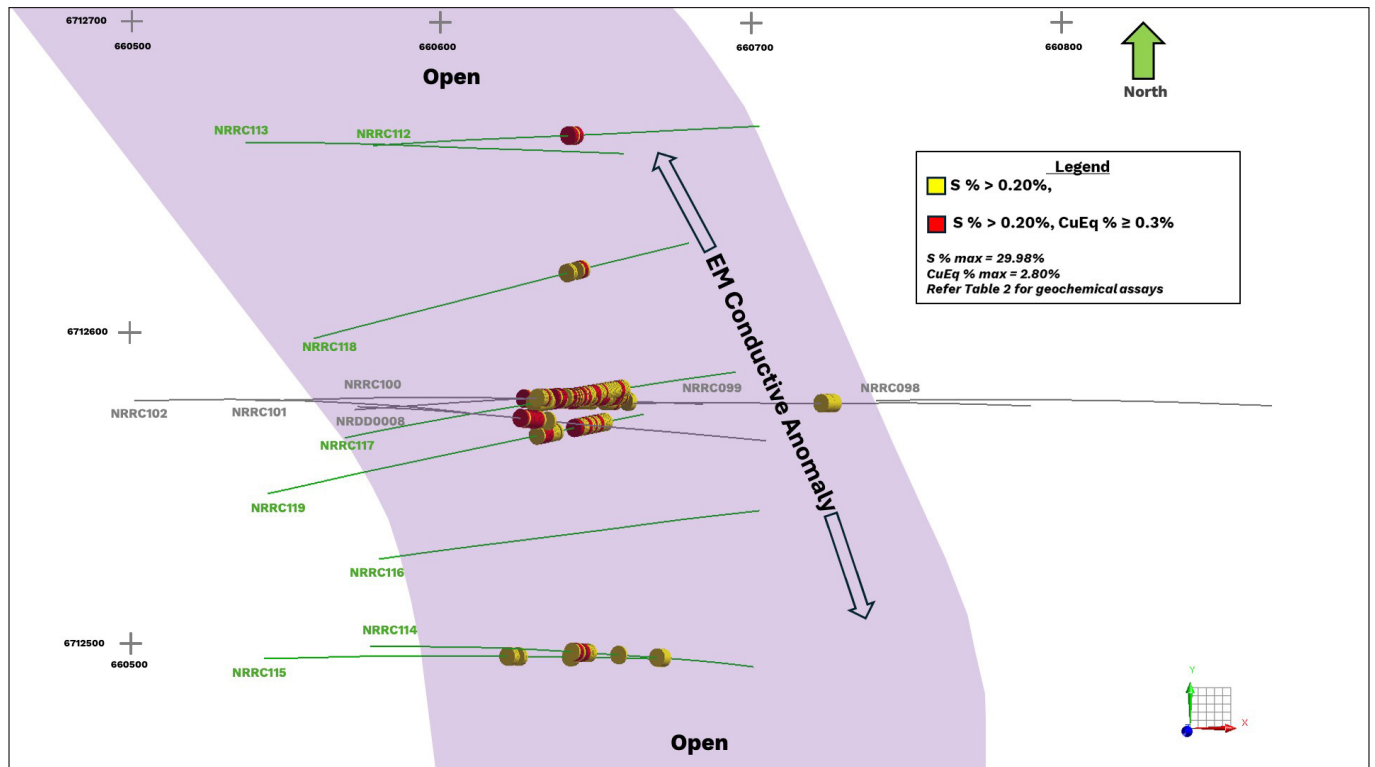 6712700
660500
660600
660700
660800
Open
North
NRRC113
NRRC112
Legend
S % > 0.20%,
S % > 0.20%, CuEq % ≥ 0.3%
S % max = 29.98%
CuEq % max = 2.80%
Refer Table 2 for geochemical assays
EM Conductive Anomaly
6712600
NRRC118
NRRC100
NRRC099
NRRC098
NRRC102
NRRC101
NRDD0008
NRRC117
NRRC119
NRRC116
NRRC114
6712500
660500
NRRC115
Open
Y
X